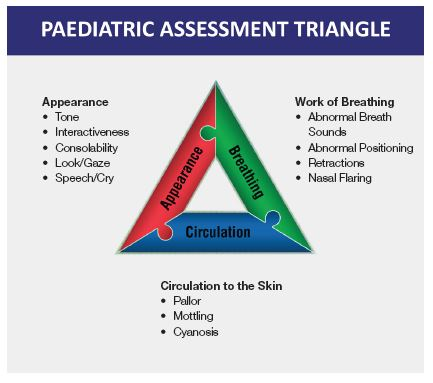 PAEDIATRIC ASSESSMENT TRIANGLE
Appearance
• Tone
• Interactiveness
• Consolability
• Look/Gaze
• Speech/Cry
Work of Breathing
• Abnormal Breath
Sounds
• Abnormal Positioning
• Retractions
• Nasal Flaring
Appearance
Breathing
Circulation
Circulation to the Skin
• Pallor
• Mottling
• Cyanosis